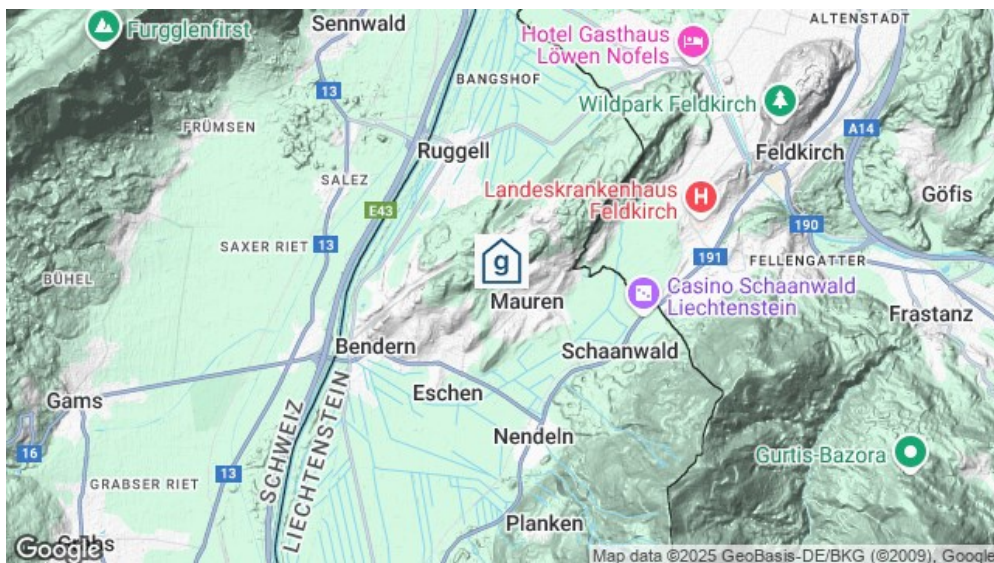 Furgglenfirst
Sennwald
Hotel Gasthaus
Löwen Nofels
ALTENSTADT
BANGSHOF
13
Wildpark Feldkirch
FRÜMSEN
Ruggell
Feldkirch
A14
SALEZ
Landeskrankenhaus
Feldkirch
H
Göfis
E43
SAXER RIET
13
190
191
FELLENGATTER
BÜHEL
g
Mauren
Casino Schaanwald
Liechtenstein
Frastanz
Bendern
Schaanwald
Eschen
Gams
Nendeln
16
13
SCHWEIZ
LIECHTENSTEIN
Gurtis-Bazora
GRABSER RIET
Planken
Google
Map data ©2025 GeoBasis-DE/BKG (©2009), Google